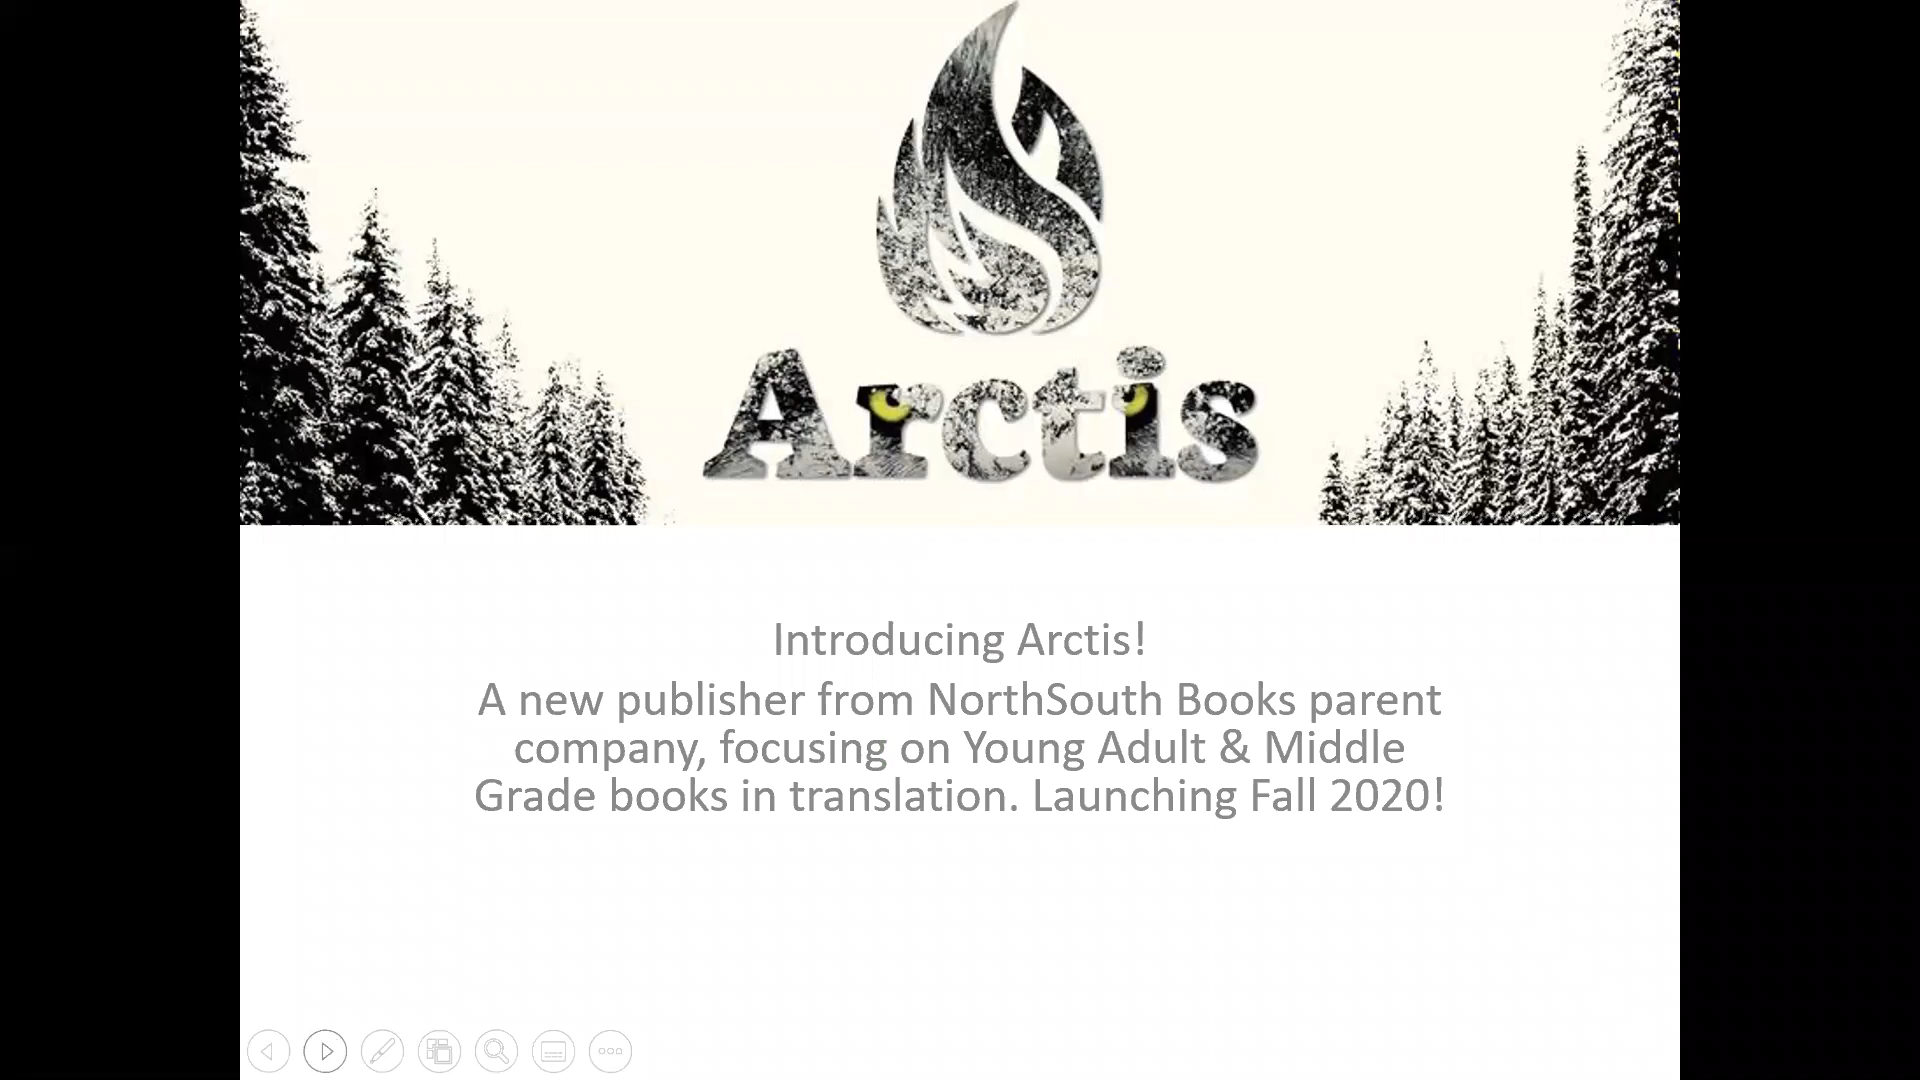 Arctis
Introducing Arctis!
A new publisher from NorthSouth Books parent
company, focusing on Young Adult & Middle
Grade books in translation. Launching Fall 2020!